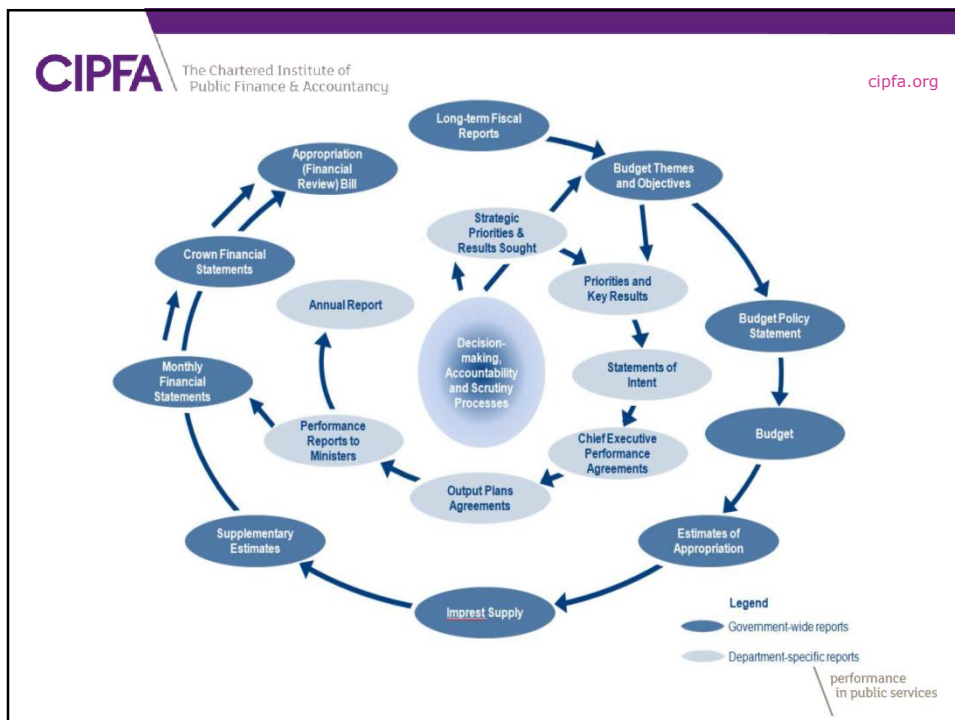 CIPFA
The Chartered Institute of
Public Finance & Accountancy
cipfa.org
Long-term Fiscal
Reports
Appropriation
(Financial
Review) Bill
Budget Themes
and Objectives
Strategic
Priorities &
Results Sought
Crown Financial
Statements
Priorities and
Key Results
Annual Report
Budget Policy
Statement
Decision-
making,
Accountability
and Scrutiny
Processes
Monthly
Financial
Statements
Statements of
Intent
Performance
Reports to
Ministers
Chief Executive
Performance
Agreements
Budget
Output Plans
Agreements
Supplementary
Estimates
Estimates of
Appropriation
Imprest Supply
Legend
Government-wide reports
Department-specific reports
performance
in public services